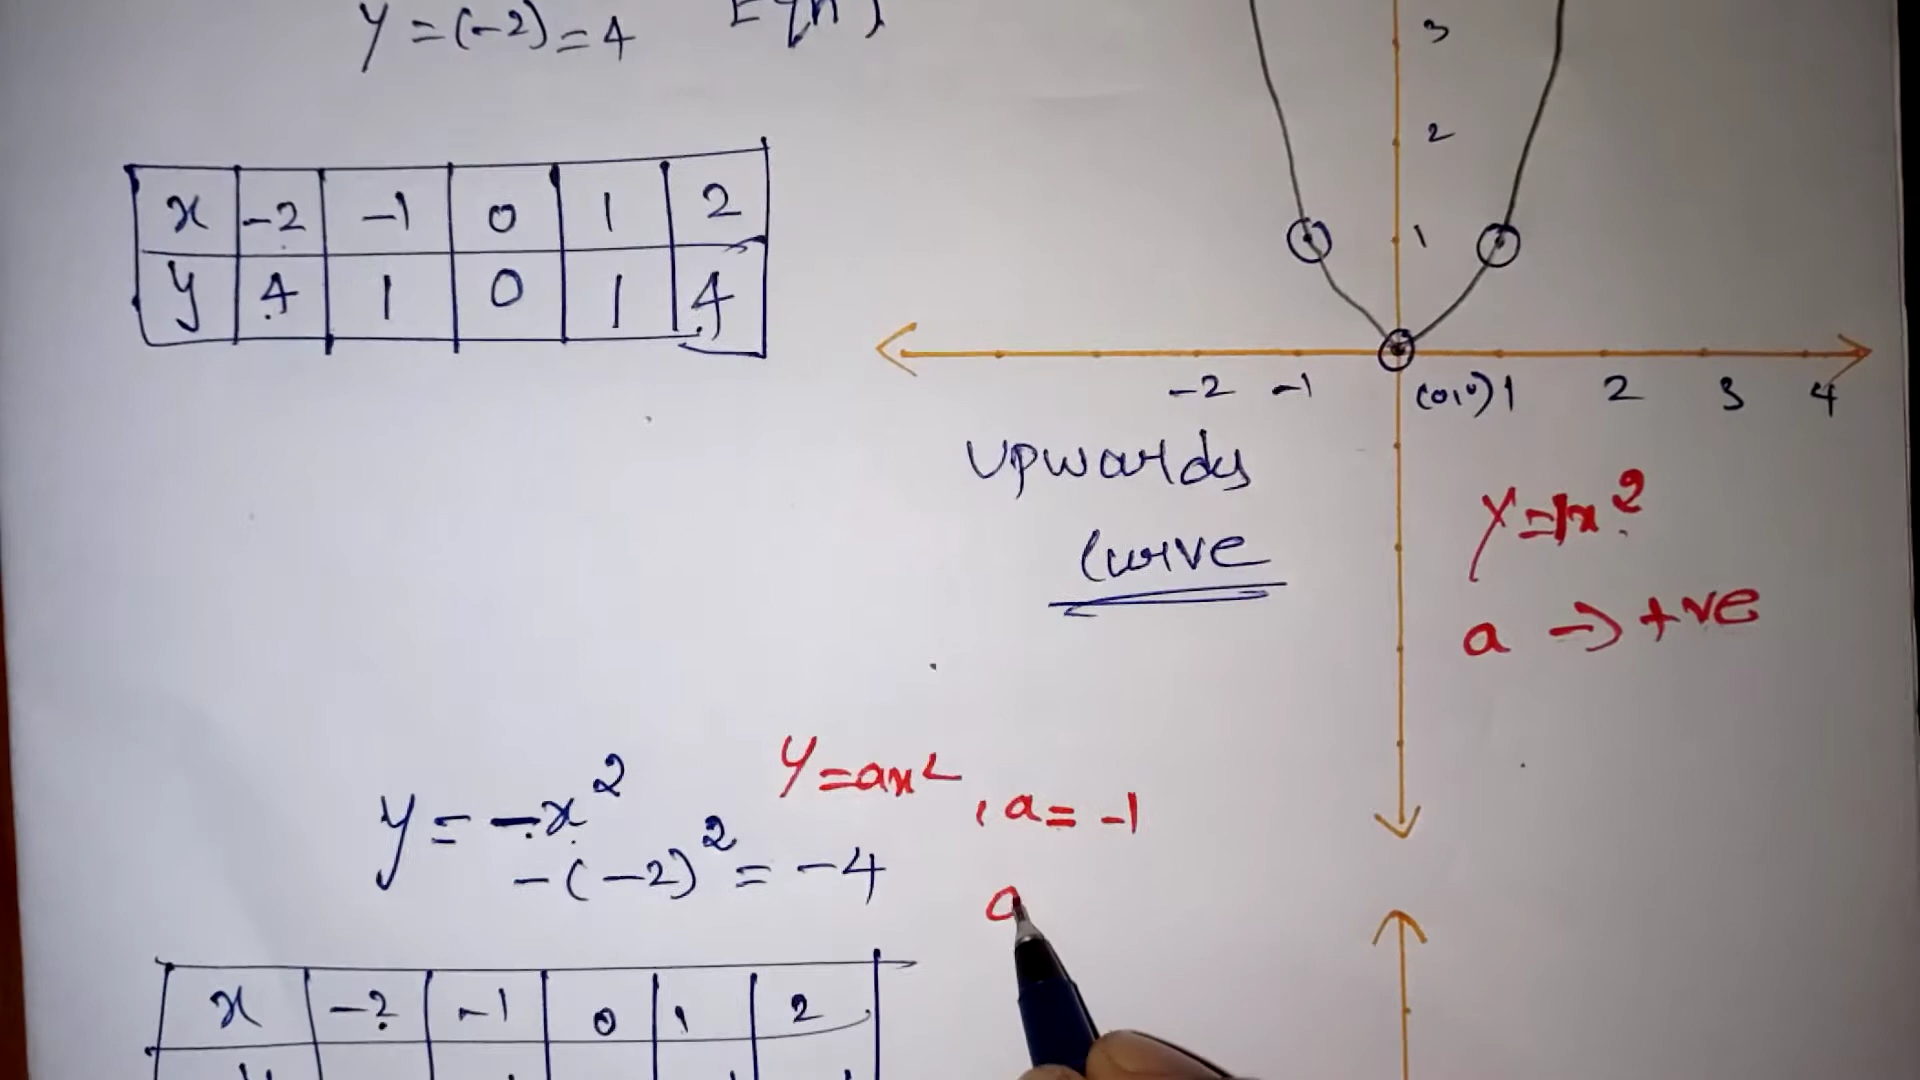 y = (-2) = 4
x -2 -1 0 1 2
y 4 1 0 1 4
3
2
1
-2 -1 (0,0) 1 2 3 4
Upwards
Curve
y=1x²
a → +ve
y = -x²
y=ax², a= -1
-(-2)² = -4
a
x -2 -1 0 1 2